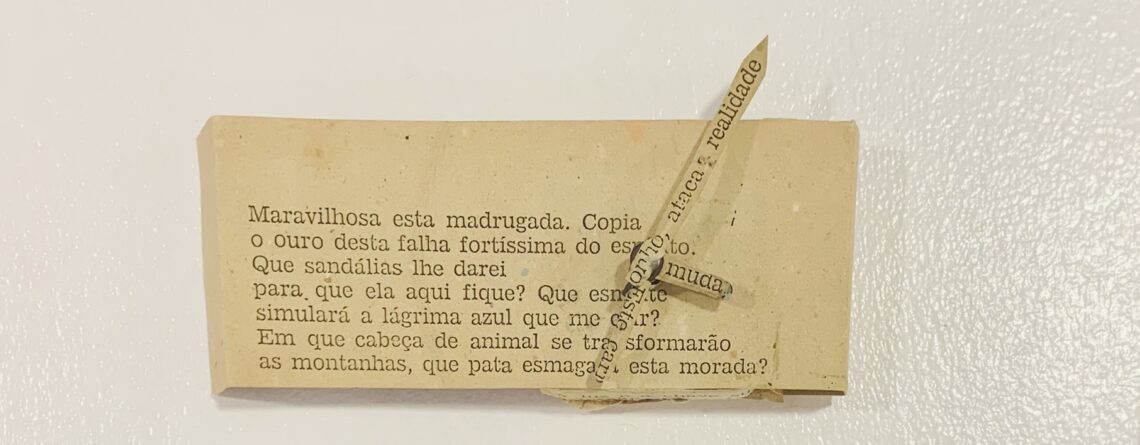 Maravilhosa esta madrugada. Copia
o ouro desta falha fortíssima do
Que sandálias lhe darei
para que ela aqui fique? Que
simulará a lágrima azul que me
Em que cabeça de animal se sformarão
as montanhas, que pata esmaga esta morada?
ataca a realidade
muda